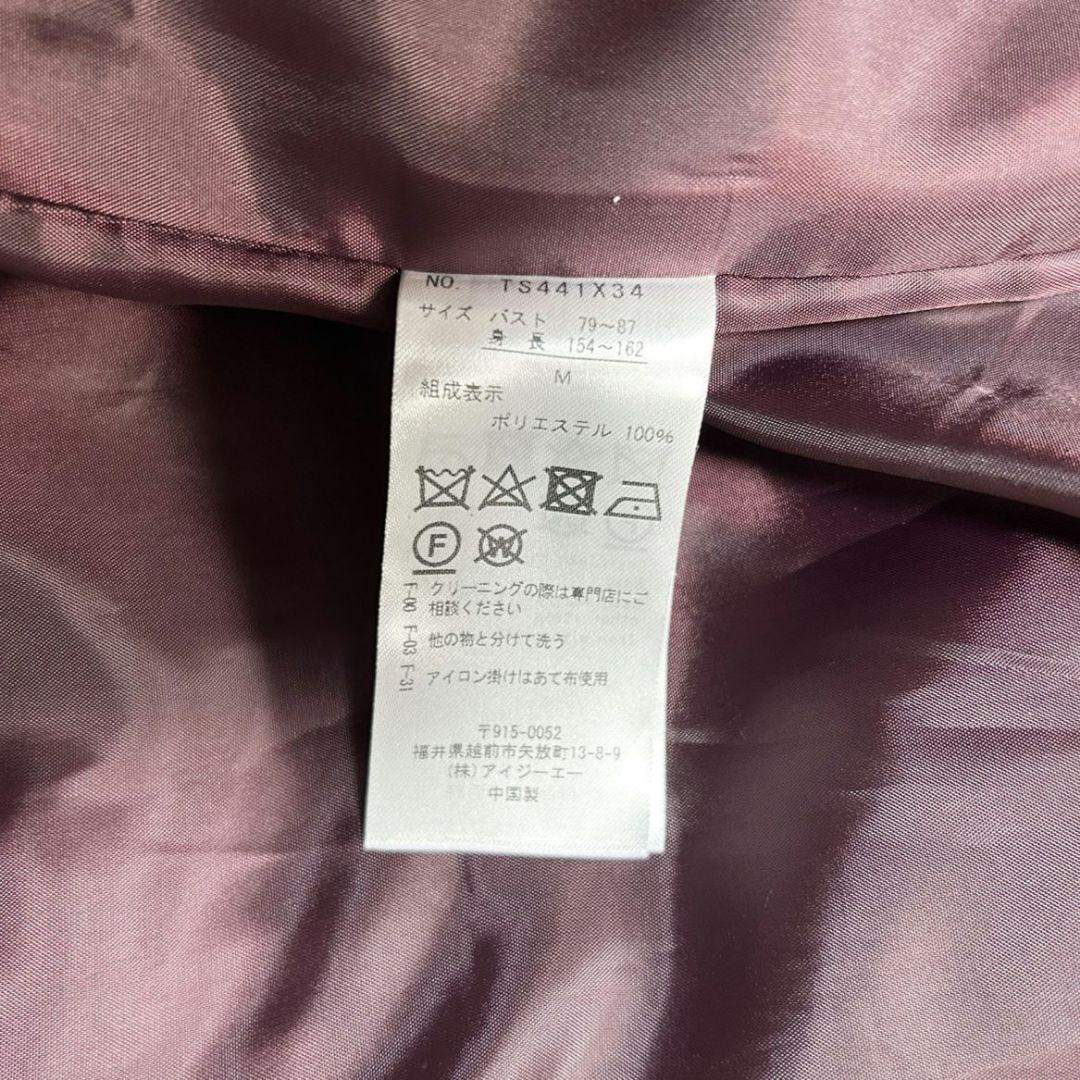 NO. TS441X34
サイズ バスト 79〜87
身長 154〜162
M
組成表示
ポリエステル 100%
F W
F-00 クリーニングの際は専門店にご
相談ください
F-03 他の物と分けて洗う
F-31 アイロン掛けはあて布使用
〒915-0052
福井県越前市矢放町13-8-9
(株)アイジーエー
中国製